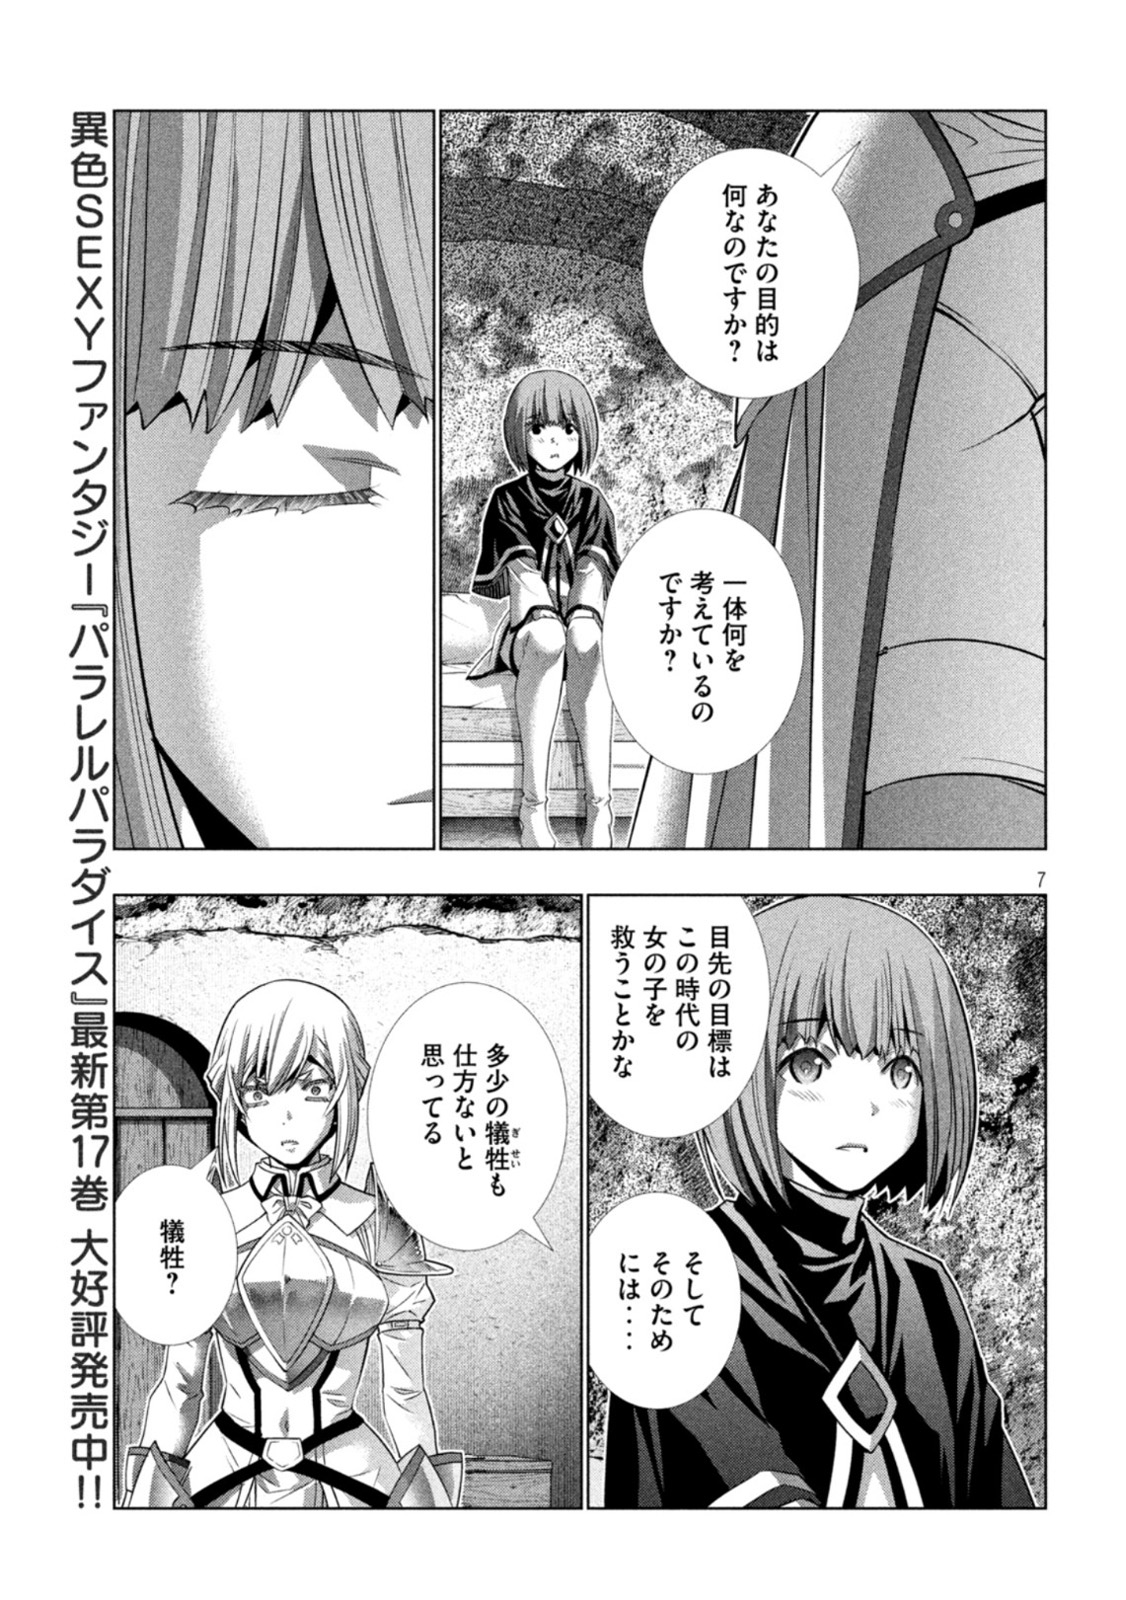 あなたの目的は
何なのですか？
一体何を
考えているの
ですか？
7
目先の目標は
この時代の
女の子を
救うことかな
そして
そのため
には‥‥
多少の犠牲も
ぎせい
仕方ないと
思ってる
犠牲？
異色SEXYファンタジー『パラレルパラダイス』最新第17巻 大好評発売中!!